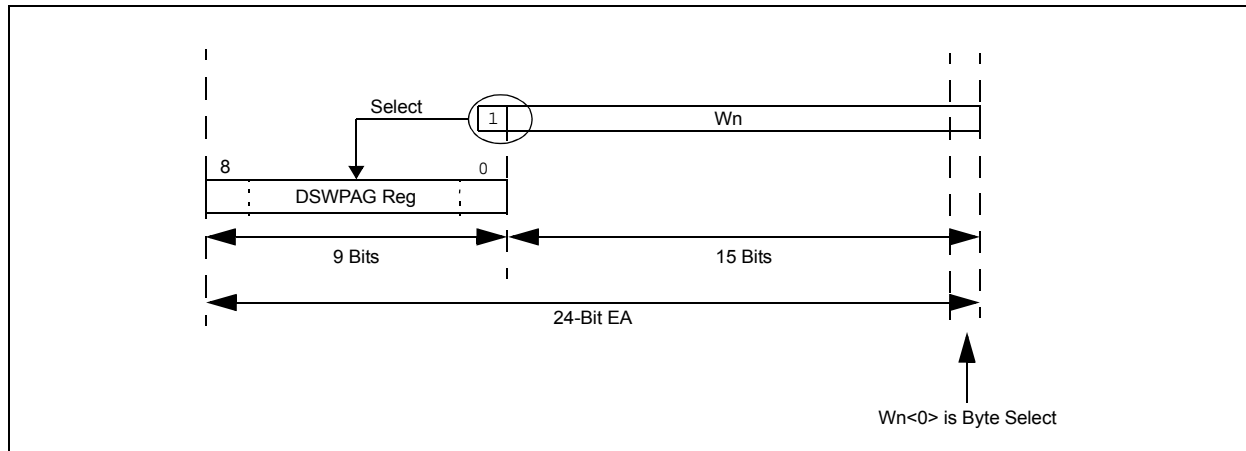 Select
1
Wn
8
0
DSWPAG Reg
9 Bits
15 Bits
24-Bit EA
Wn<0> is Byte Select